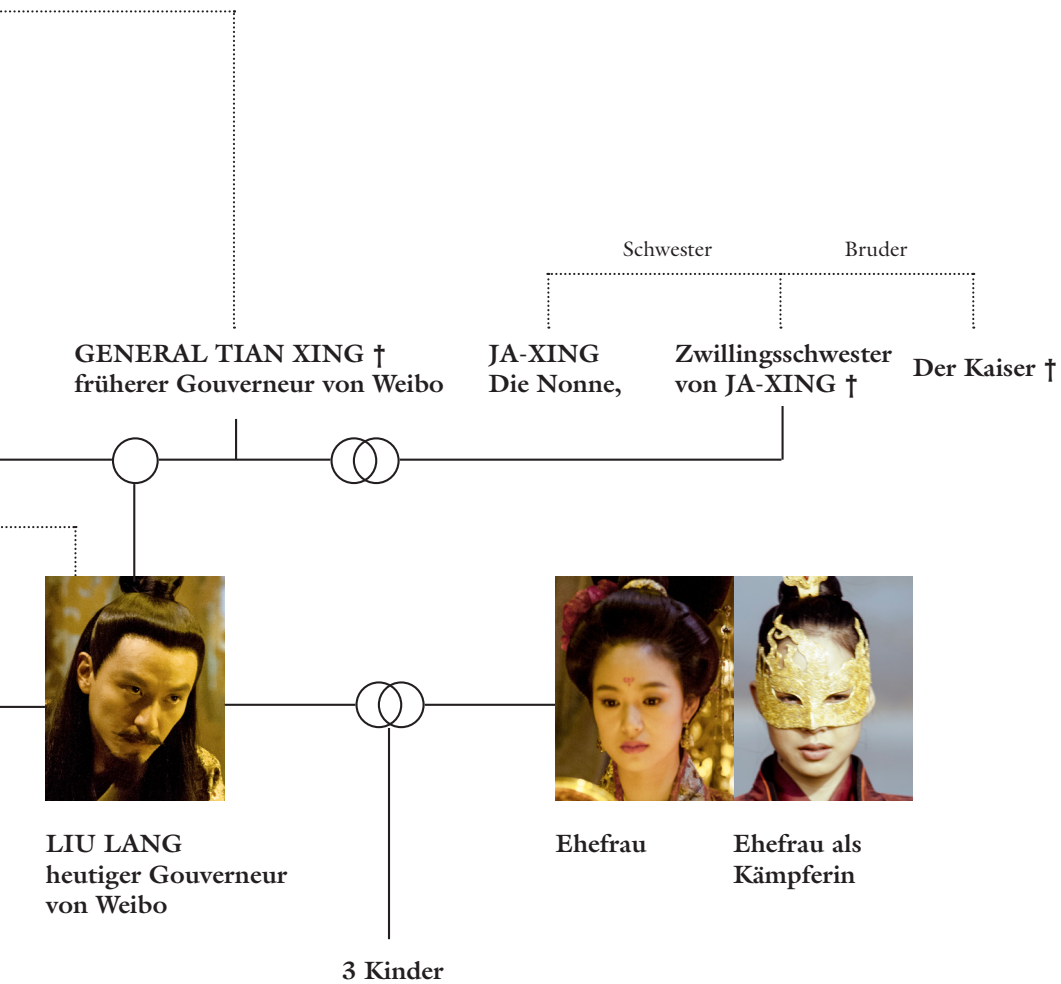 Schwester
Bruder
GENERAL TIAN XING †
früherer Gouverneur von Weibo
JA-XING
Die Nonne,
Zwillingsschwester
von JA-XING †
Der Kaiser †
LIU LANG
heutiger Gouverneur
von Weibo
Ehefrau
Ehefrau als
Kämpferin
3 Kinder